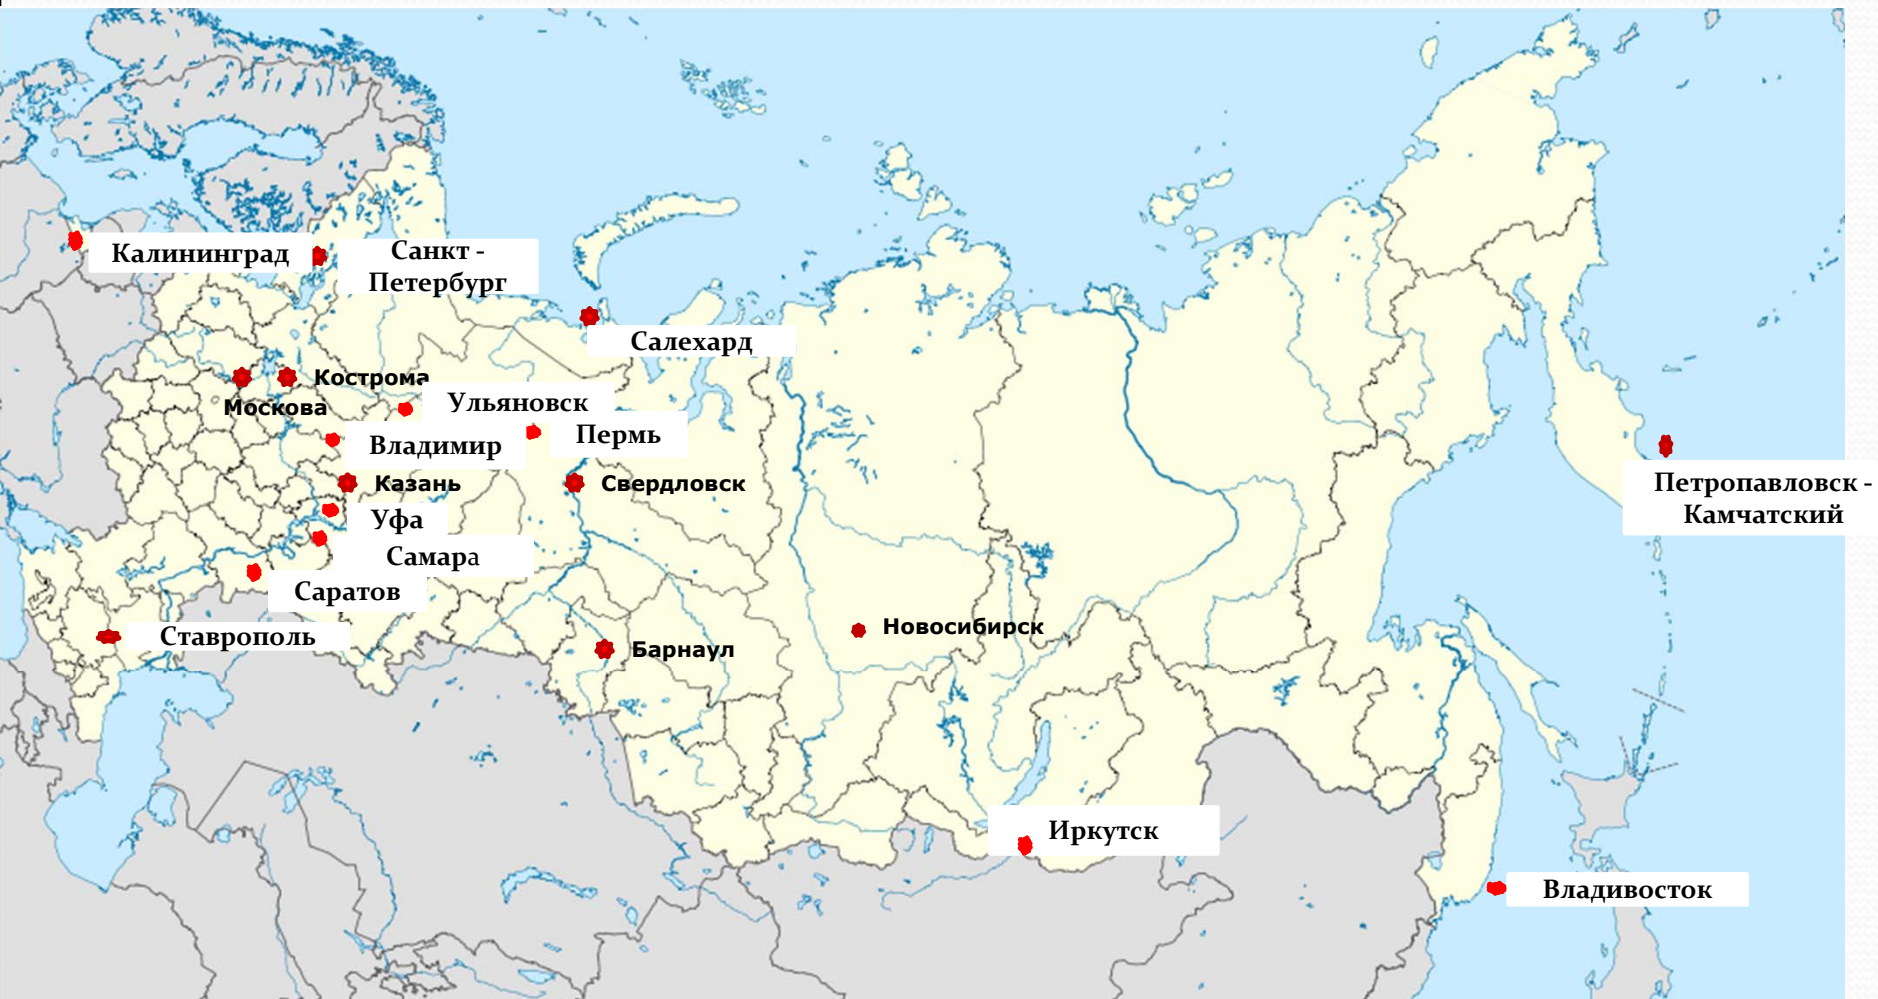 Калининград
Санкт -
Петербург
Салехард
Кострома
Москова
Ульяновск
Пермь
Владимир
Казань
Свердловск
Петропавловск -
Камчатский
Уфа
Самара
Саратов
Ставрополь
Барнаул
Новосибирск
Иркутск
Владивосток